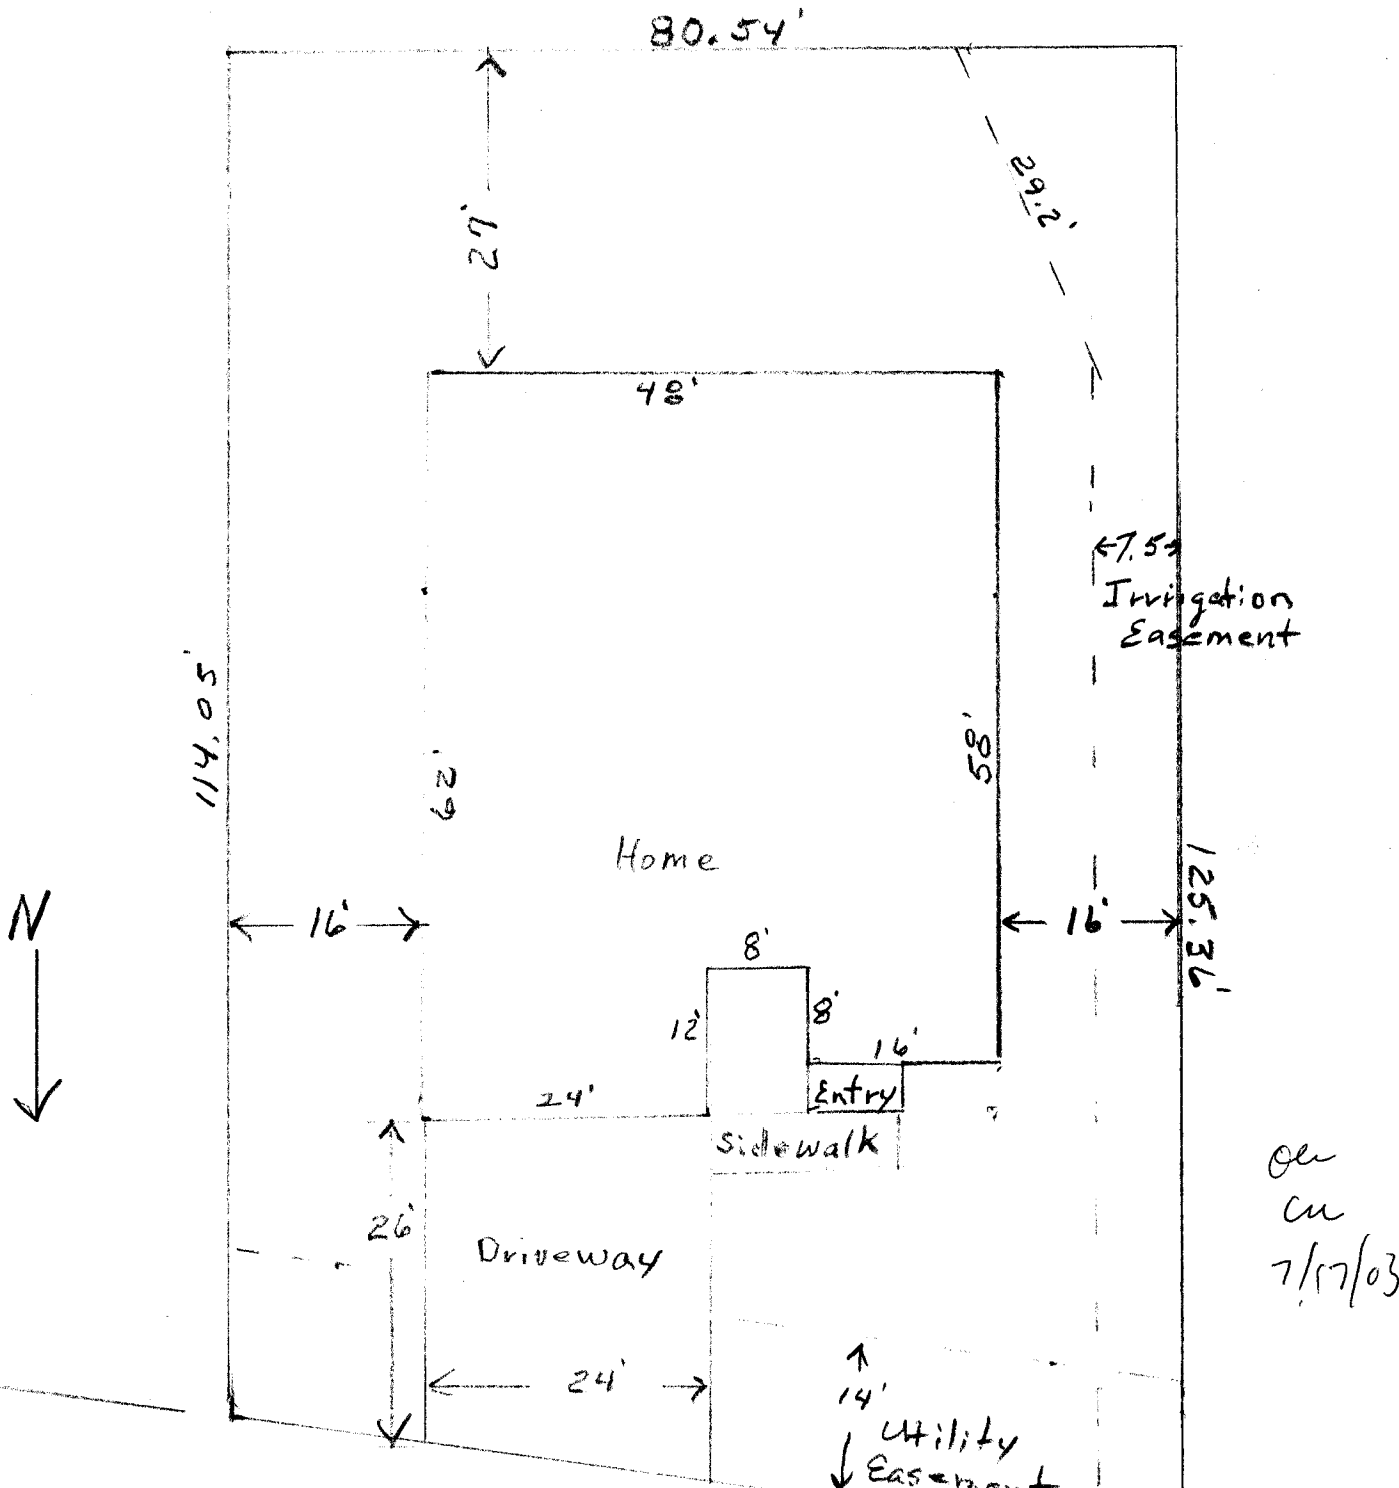 80.54'
29.2'
27'
48'
7.5
Irrigation
Easement
114.05'
62'
58'
Home
N
16'
16'
125.36'
8'
12'
8'
16'
24'
Entry
Sidewalk
26'
Driveway
7/17/03
24'
14'
Utility
Easement